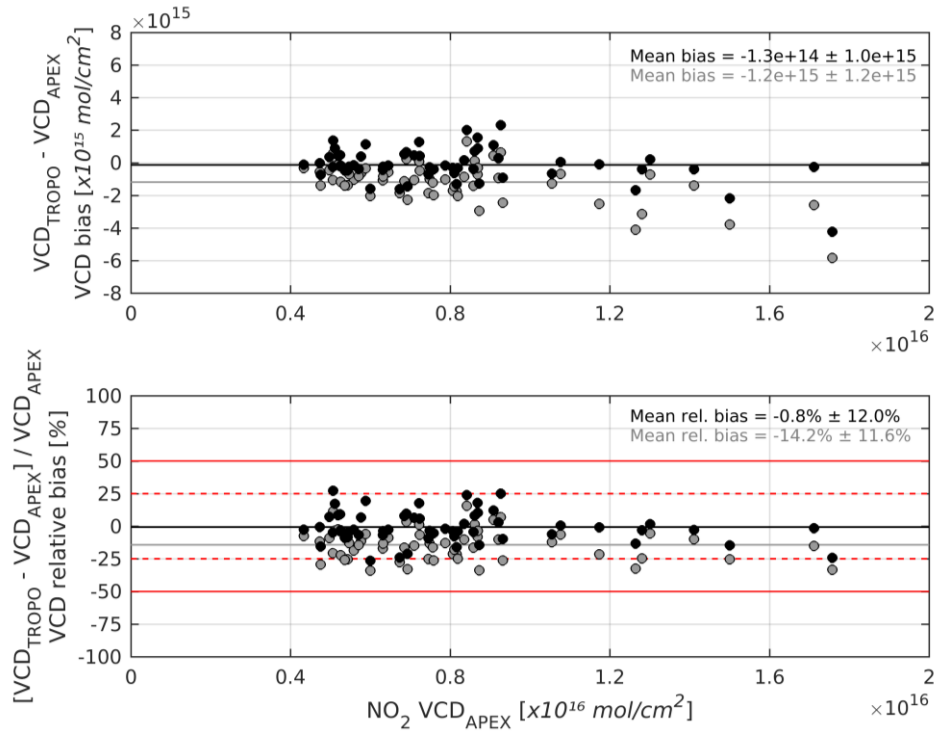 ×10¹⁵
8
6
4
2
0
-2
-4
-6
-8
VCD_TROPO - VCD_APEX
VCD bias [x10¹⁵ mol/cm²]
Mean bias = -1.3e+14 ± 1.0e+15
Mean bias = -1.2e+15 ± 1.2e+15
0 0.4 0.8 1.2 1.6 2
×10¹⁶
100
75
50
25
0
-25
-50
-75
-100
[VCD_TROPO - VCD_APEX] / VCD_APEX
VCD relative bias [%]
Mean rel. bias = -0.8% ± 12.0%
Mean rel. bias = -14.2% ± 11.6%
0 0.4 0.8 1.2 1.6 2
×10¹⁶
NO₂ VCD_APEX [x10¹⁶ mol/cm²]